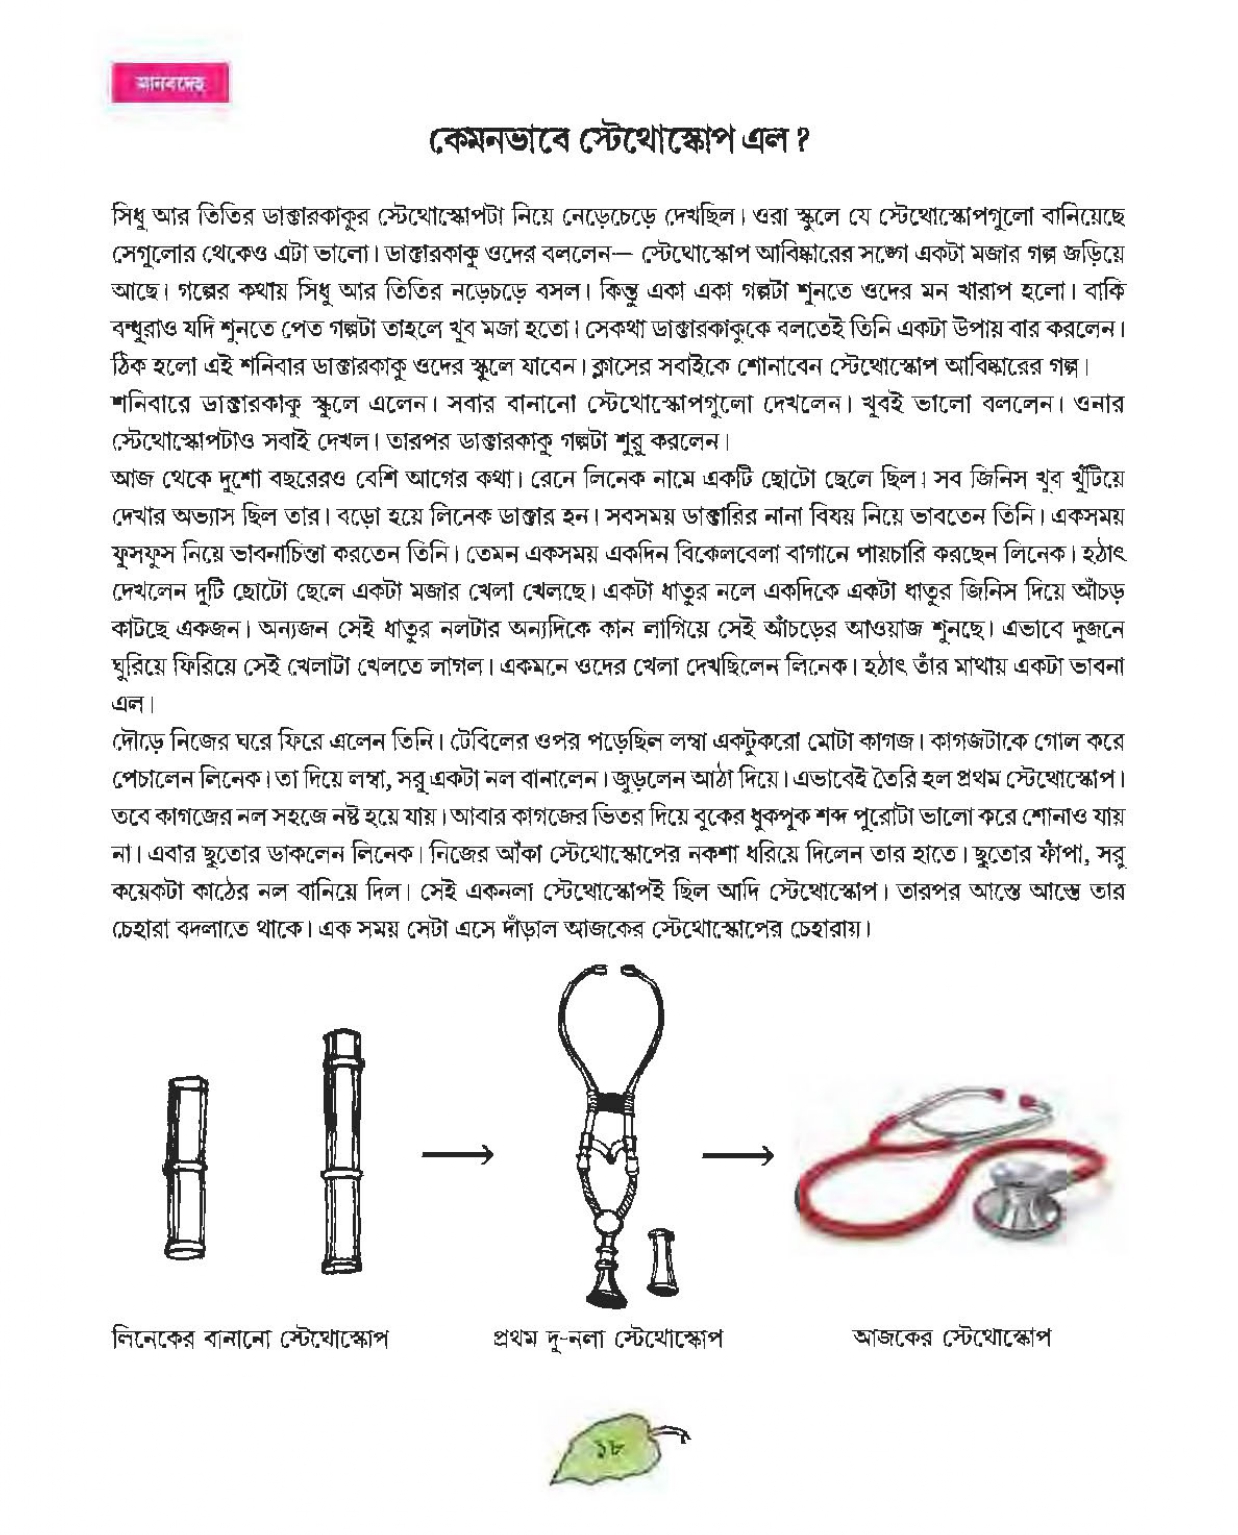 মানবদেহ
কেমনভাবে স্টেথোস্কোপ এল ?
সিধু আর তিতির ডাক্তারকাকুর স্টেথোস্কোপটা নিয়ে নেড়েচেড়ে দেখছিল। ওরা স্কুলে যে স্টেথোস্কোপগুলো বানিয়েছে
সেগুলোর থেকেও এটা ভালো। ডাক্তারকাকু ওদের বললেন— স্টেথোস্কোপ আবিষ্কারের সঙ্গে একটা মজার গল্প জড়িয়ে
আছে। গল্পের কথায় সিধু আর তিতির নড়েচড়ে বসল। কিন্তু একা একা গল্পটা শুনতে ওদের মন খারাপ হলো। বাকি
বন্ধুরাও যদি শুনতে পেত গল্পটা তাহলে খুব মজা হতো। সেকথা ডাক্তারকাকুকে বলতেই তিনি একটা উপায় বার করলেন।
ঠিক হলো এই শনিবার ডাক্তারকাকু ওদের স্কুলে যাবেন। ক্লাসের সবাইকে শোনাবেন স্টেথোস্কোপ আবিষ্কারের গল্প।
শনিবারে ডাক্তারকাকু স্কুলে এলেন। সবার বানানো স্টেথোস্কোপগুলো দেখলেন। খুবই ভালো বললেন। ওনার
স্টেথোস্কোপটাও সবাই দেখল। তারপর ডাক্তারকাকু গল্পটা শুরু করলেন।
আজ থেকে দুশো বছরেরও বেশি আগের কথা। রেনে লিনেক নামে একটি ছোটো ছেলে ছিল। সব জিনিস খুব খুঁটিয়ে
দেখার অভ্যাস ছিল তার। বড়ো হয়ে লিনেক ডাক্তার হন। সবসময় ডাক্তারির নানা বিষয় নিয়ে ভাবতেন তিনি। একসময়
ফুসফুস নিয়ে ভাবনাচিন্তা করতেন তিনি। তেমন একসময় একদিন বিকেলবেলা বাগানে পায়চারি করছেন লিনেক। হঠাৎ
দেখলেন দুটি ছোটো ছেলে একটা মজার খেলা খেলছে। একটা ধাতুর নলে একদিকে একটা ধাতুর জিনিস দিয়ে আঁচড়
কাটছে একজন। অন্যজন সেই ধাতুর নলটার অন্যদিকে কান লাগিয়ে সেই আঁচড়ের আওয়াজ শুনছে। এভাবে দুজনে
ঘুরিয়ে ফিরিয়ে সেই খেলাটা খেলতে লাগল। একমনে ওদের খেলা দেখছিলেন লিনেক। হঠাৎ তাঁর মাথায় একটা ভাবনা
এল।
দৌড়ে নিজের ঘরে ফিরে এলেন তিনি। টেবিলের ওপর পড়েছিল লম্বা একটুকরো মোটা কাগজ। কাগজটাকে গোল করে
পেচালেন লিনেক। তা দিয়ে লম্বা, সরু একটা নল বানালেন। জুড়লেন আঠা দিয়ে। এভাবেই তৈরি হল প্রথম স্টেথোস্কোপ।
তবে কাগজের নল সহজে নষ্ট হয়ে যায়। আবার কাগজের ভিতর দিয়ে বুকের ধুকপুক শব্দ পুরোটা ভালো করে শোনাও যায়
না। এবার ছুতোর ডাকলেন লিনেক। নিজের আঁকা স্টেথোস্কোপের নকশা ধরিয়ে দিলেন তার হাতে। ছুতোর ফাঁপা, সরু
কয়েকটা কাঠের নল বানিয়ে দিল। সেই একনলা স্টেথোস্কোপই ছিল আদি স্টেথোস্কোপ। তারপর আস্তে আস্তে তার
চেহারা বদলাতে থাকে। এক সময় সেটা এসে দাঁড়াল আজকের স্টেথোস্কোপের চেহারায়।
লিনেকের বানানো স্টেথোস্কোপ
প্রথম দু-নলা স্টেথোস্কোপ
আজকের স্টেথোস্কোপ
১৮